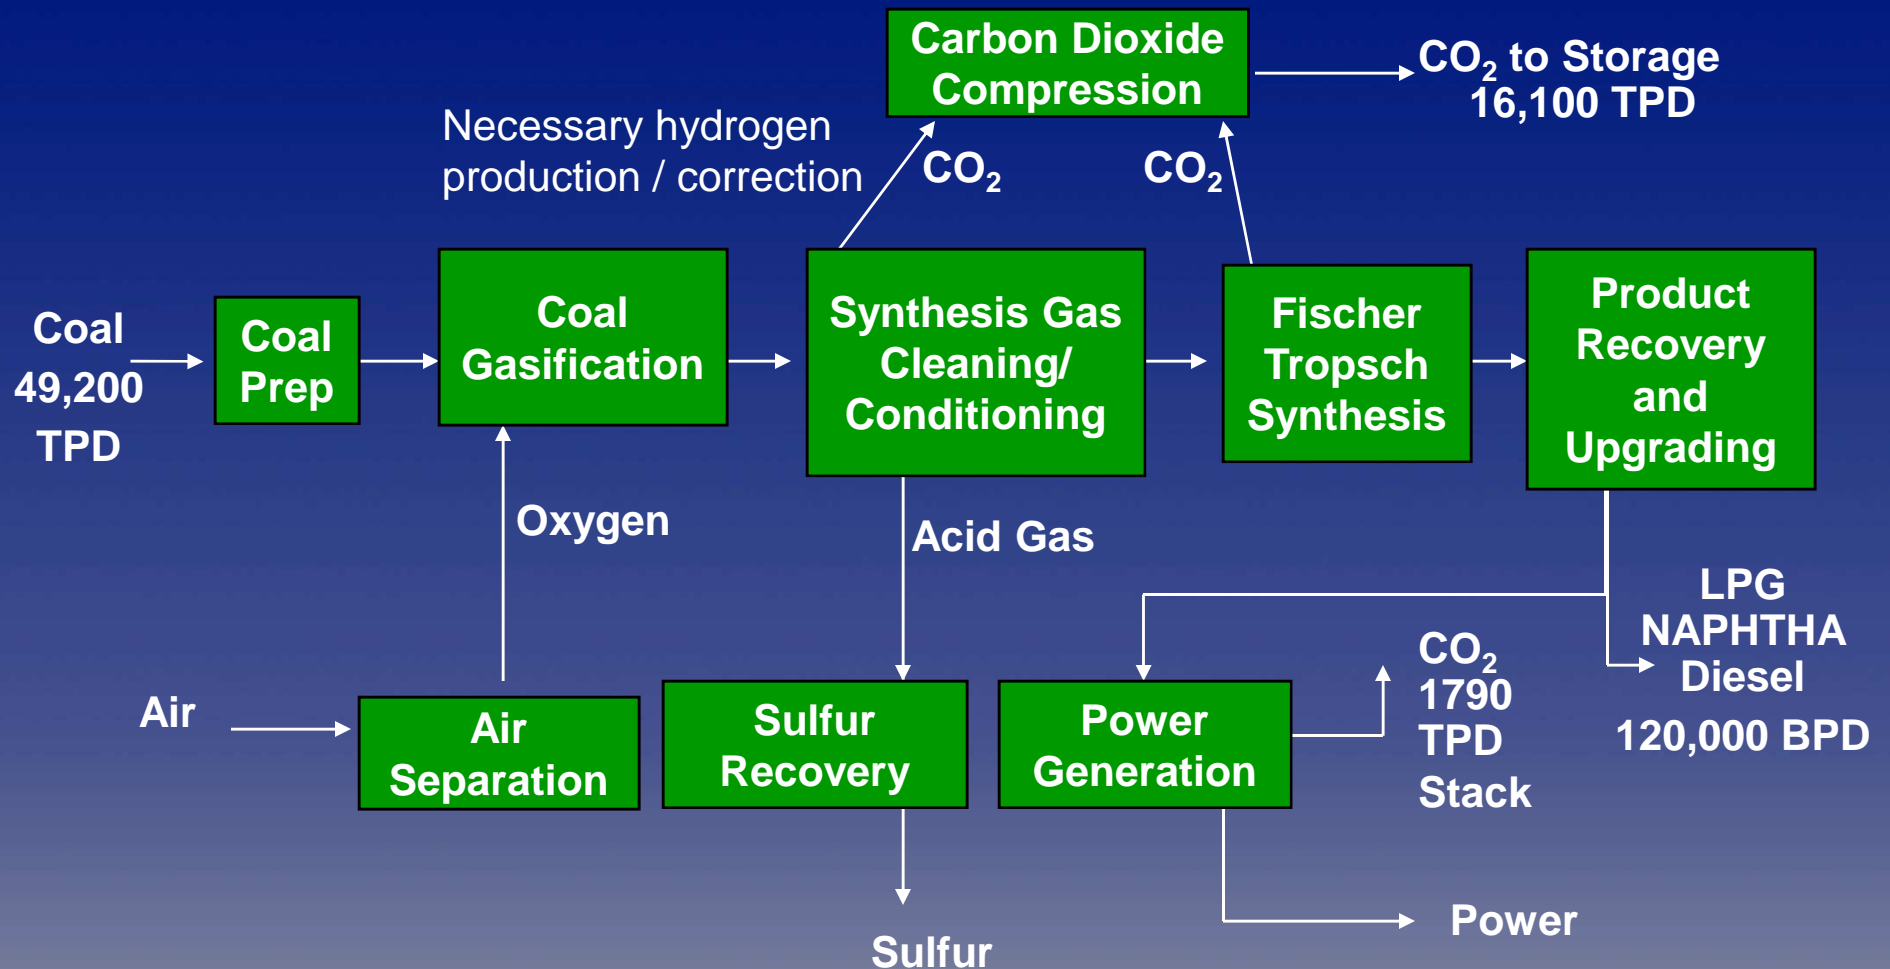 Carbon Dioxide
Compression
CO₂ to Storage
16,100 TPD
Necessary hydrogen
production / correction
CO₂
CO₂
Coal
49,200
TPD
Coal
Prep
Coal
Gasification
Synthesis Gas
Cleaning/
Conditioning
Fischer
Tropsch
Synthesis
Product
Recovery
and
Upgrading
Oxygen
Acid Gas
LPG
NAPHTHA
Diesel
120,000 BPD
Air
Air
Separation
Sulfur
Recovery
Power
Generation
CO₂
1790
TPD
Stack
Sulfur
Power